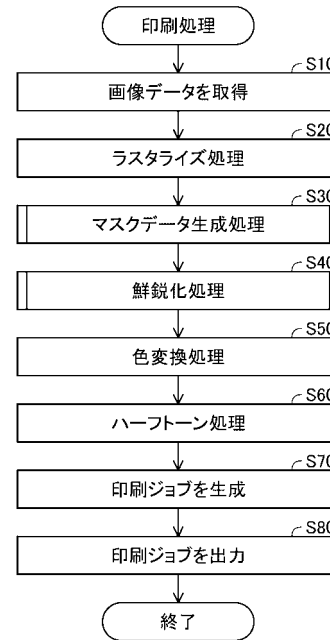 印刷処理
S10
画像データを取得
S20
ラスタライズ処理
S30
マスクデータ生成処理
S40
鮮鋭化処理
S50
色変換処理
S60
ハーフトーン処理
S70
印刷ジョブを生成
S80
印刷ジョブを出力
終了